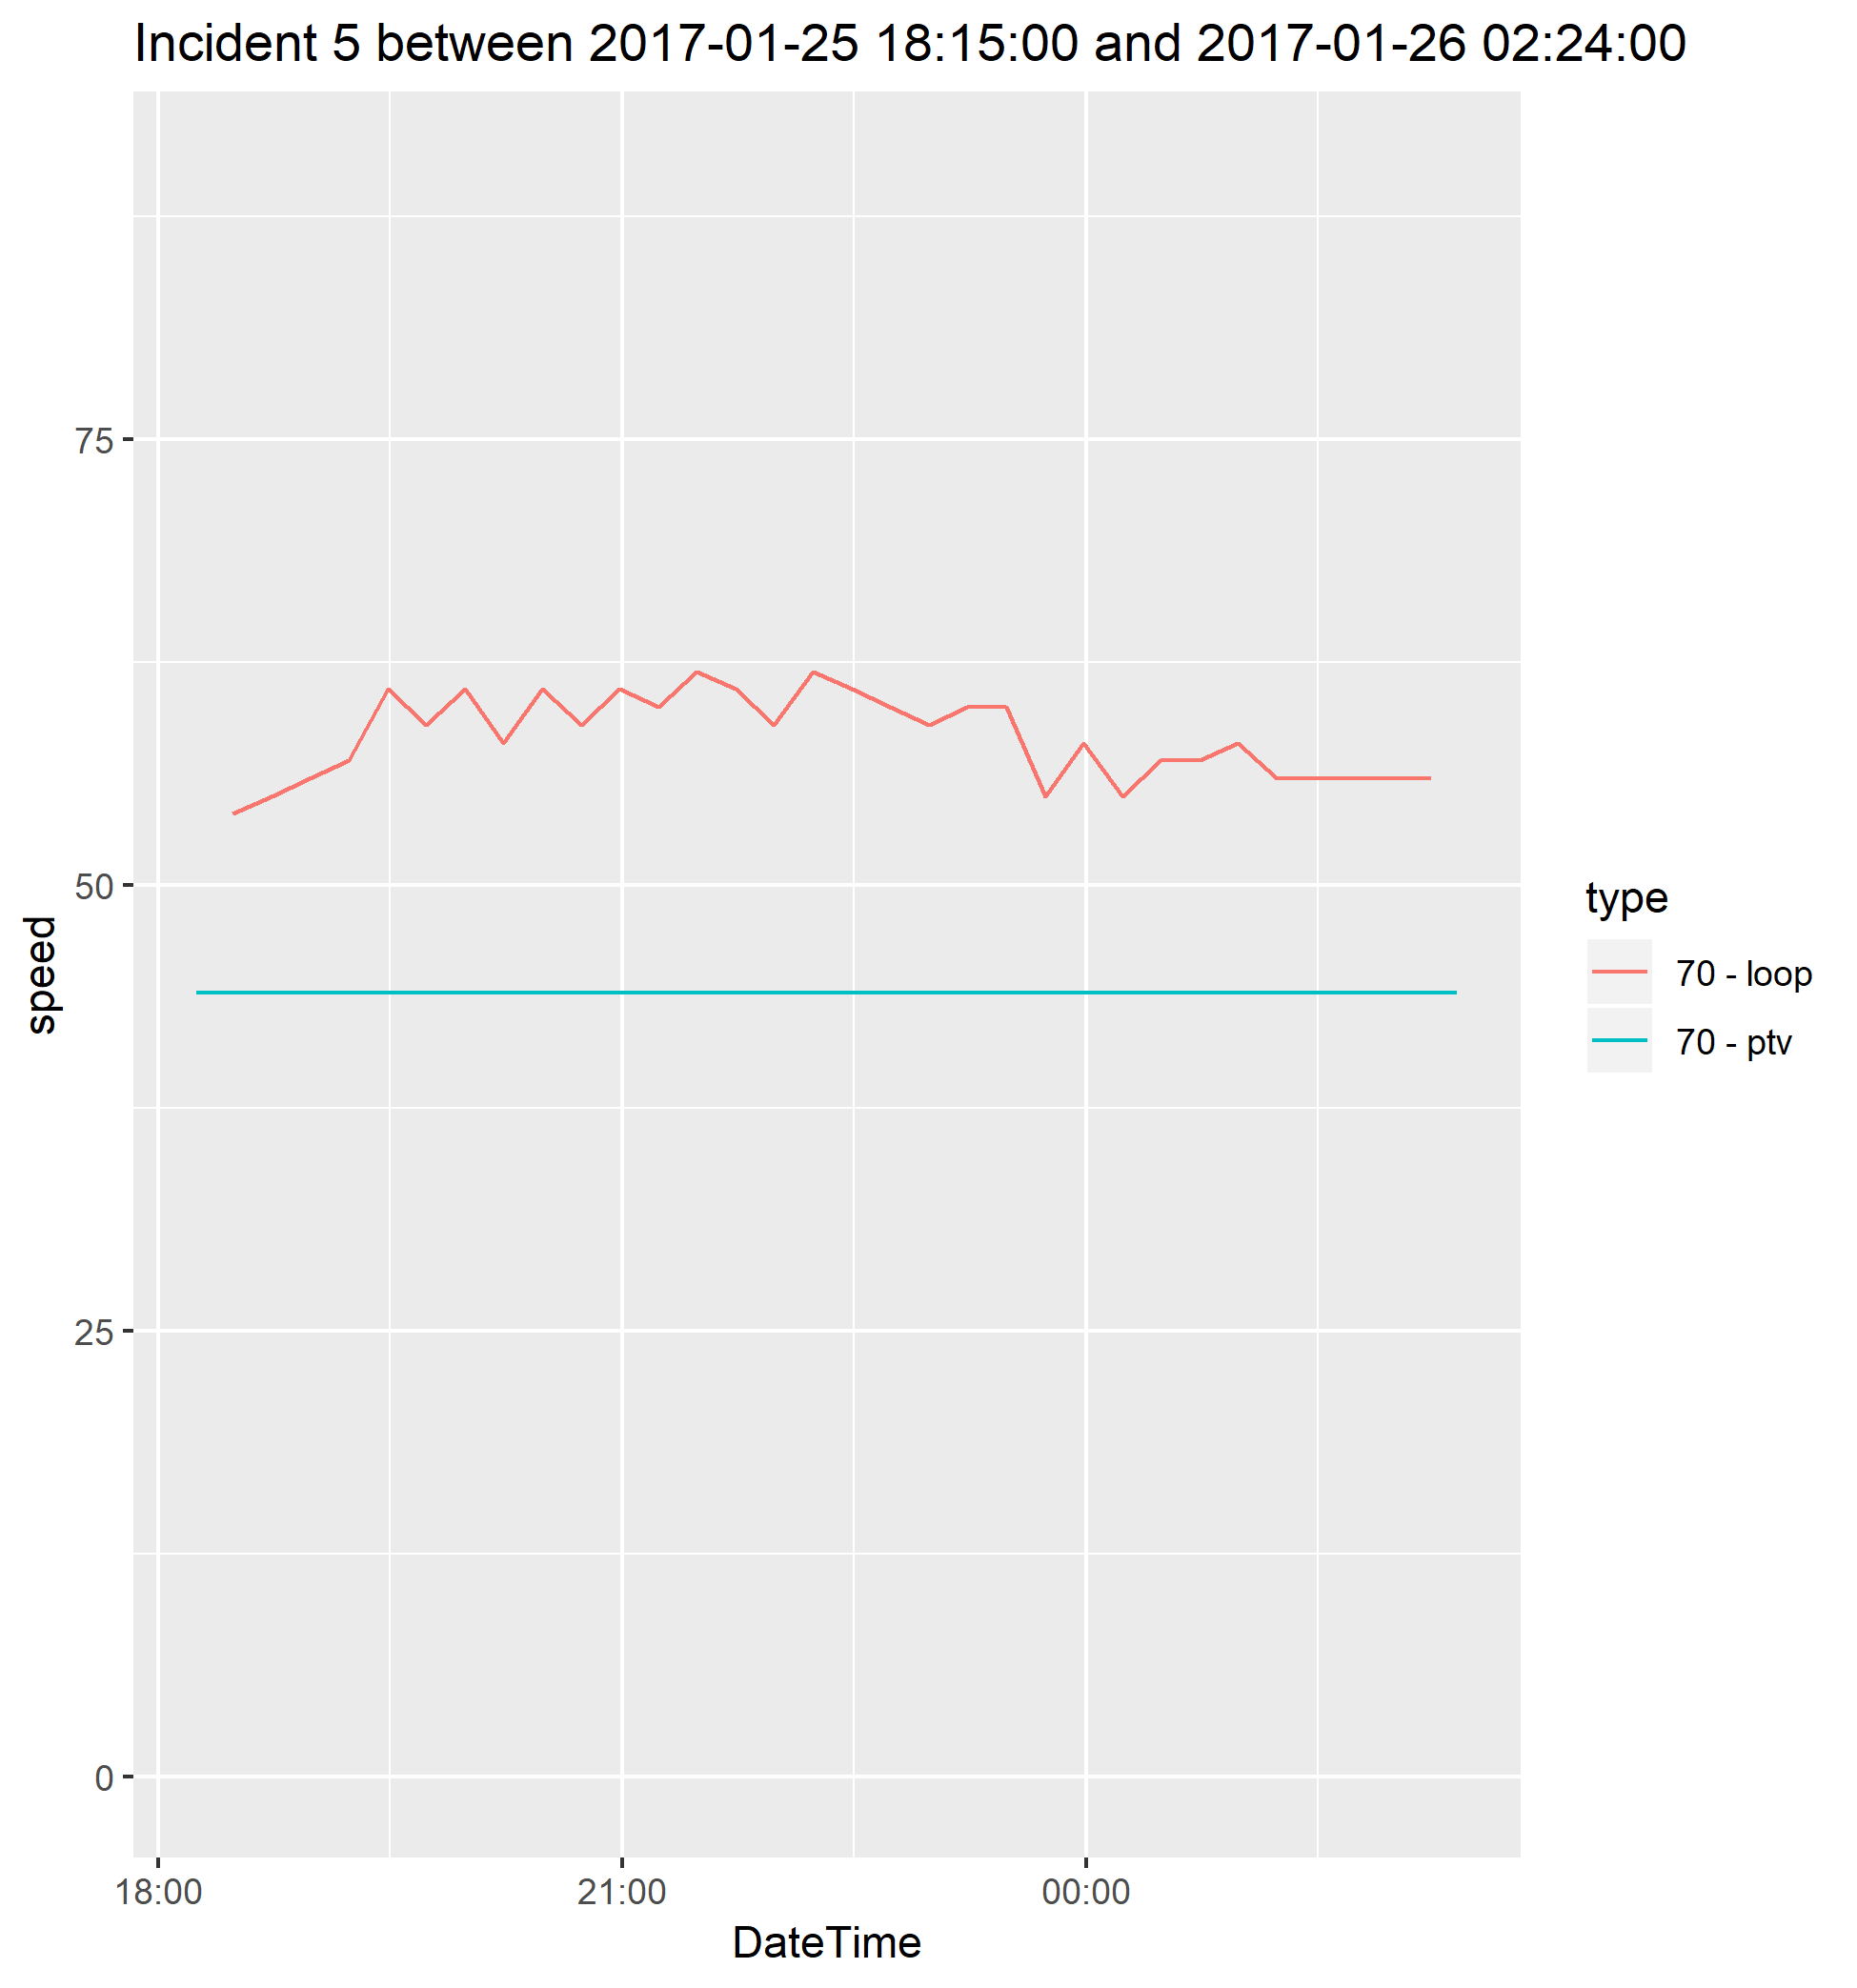 Incident 5 between 2017-01-25 18:15:00 and 2017-01-26 02:24:00
75
50
25
0
speed
18:00 21:00 00:00
DateTime
type
70 - loop
70 - ptv